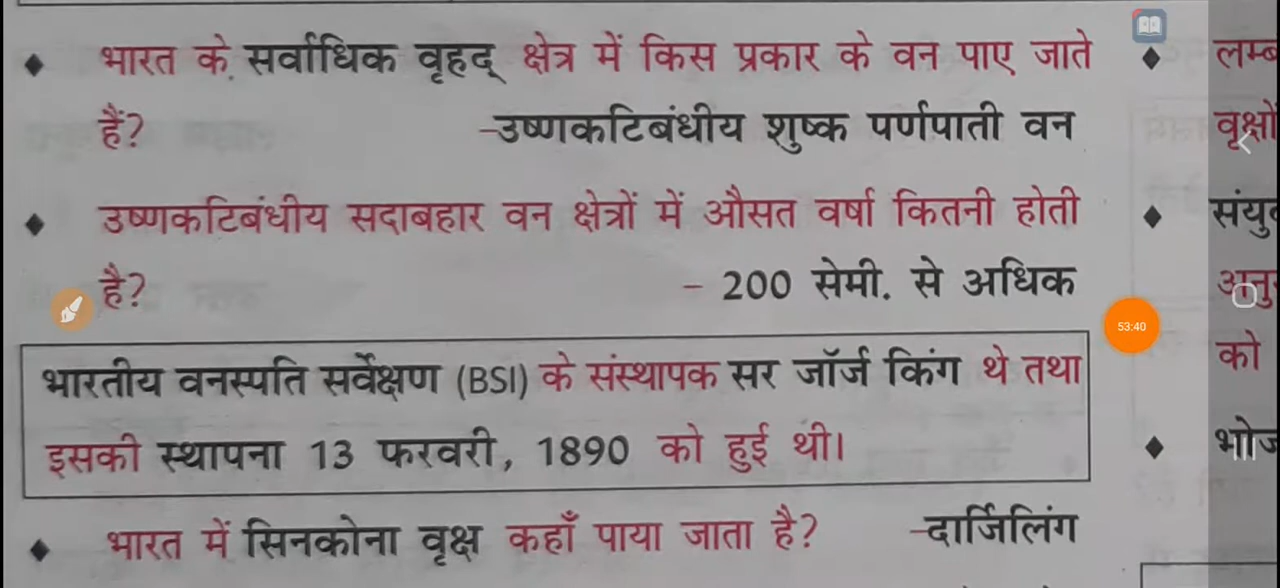 ♦ भारत के सर्वाधिक वृहद् क्षेत्र में किस प्रकार के वन पाए जाते
हैं? -उष्णकटिबंधीय शुष्क पर्णपाती वन
♦ उष्णकटिबंधीय सदाबहार वन क्षेत्रों में औसत वर्षा कितनी होती
है? - 200 सेमी. से अधिक
भारतीय वनस्पति सर्वेक्षण (BSI) के संस्थापक सर जॉर्ज किंग थे तथा
इसकी स्थापना 13 फरवरी, 1890 को हुई थी।
♦ भारत में सिनकोना वृक्ष कहाँ पाया जाता है? -दार्जिलिंग
53:40
♦
को
♦